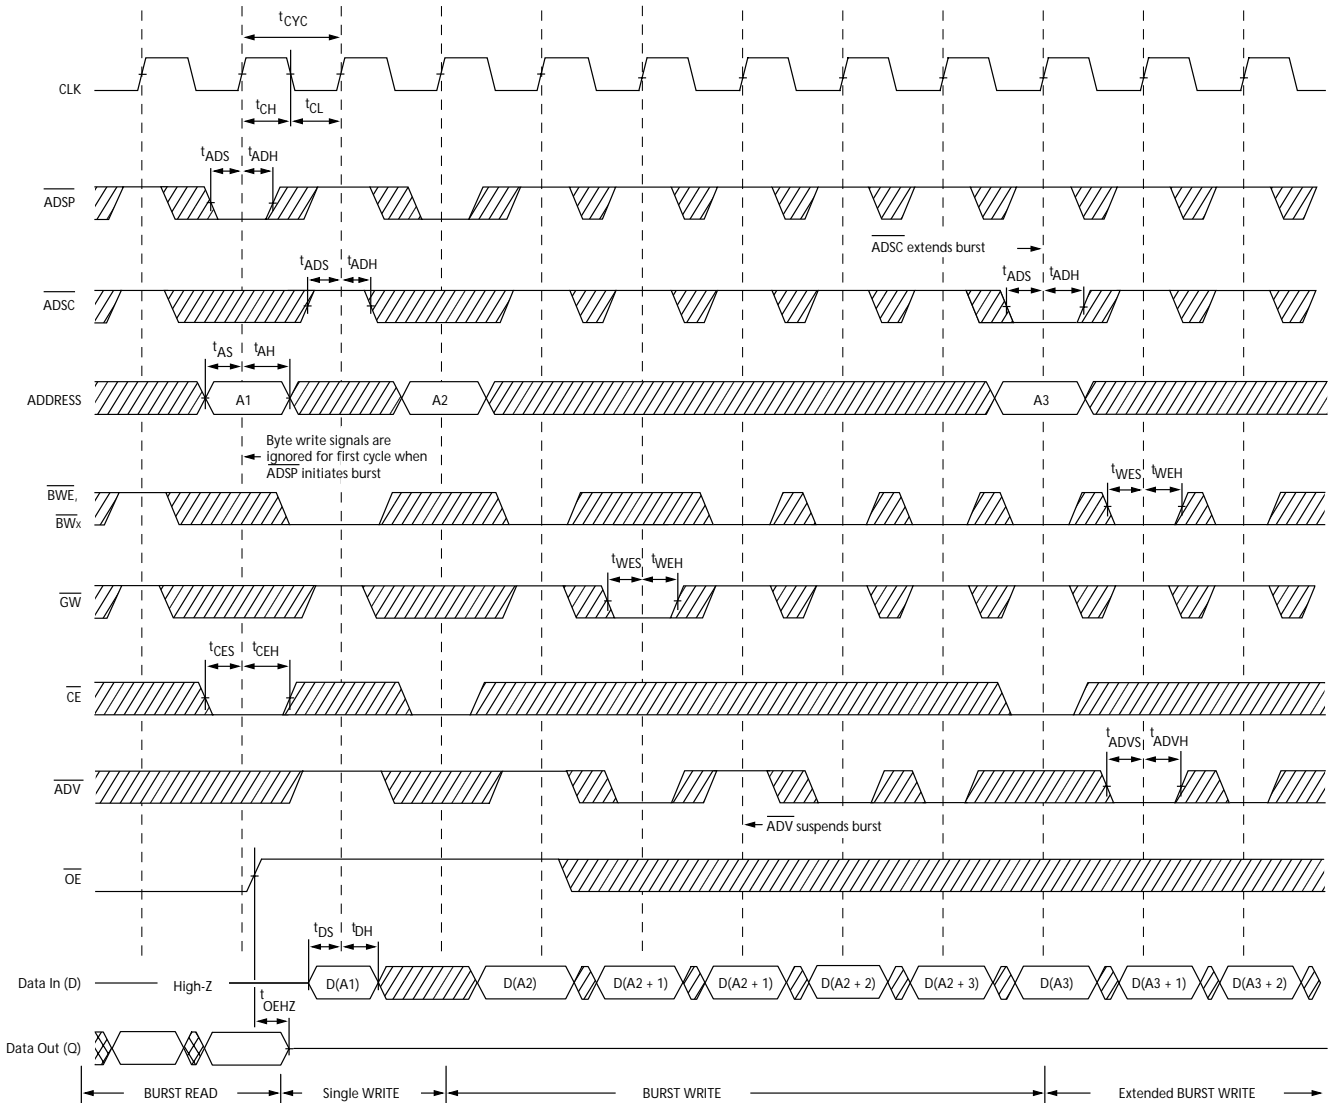 tCYC
CLK
tCH tCL
tADS tADH
ADSP
ADSC extends burst
tADS tADH tADS tADH
ADSC
tAS tAH
ADDRESS A1 A2 A3
Byte write signals are
ignored for first cycle when
ADSP initiates burst
tWES tWEH
BWE,
BWx
tWES tWEH
GW
tCES tCEH
CE
tADVS tADVH
ADV
ADV suspends burst
OE
tDS tDH
Data In (D) High-Z D(A1) D(A2) D(A2 + 1) D(A2 + 1) D(A2 + 2) D(A2 + 3) D(A3) D(A3 + 1) D(A3 + 2)
tOEHZ
Data Out (Q)
BURST READ Single WRITE BURST WRITE Extended BURST WRITE